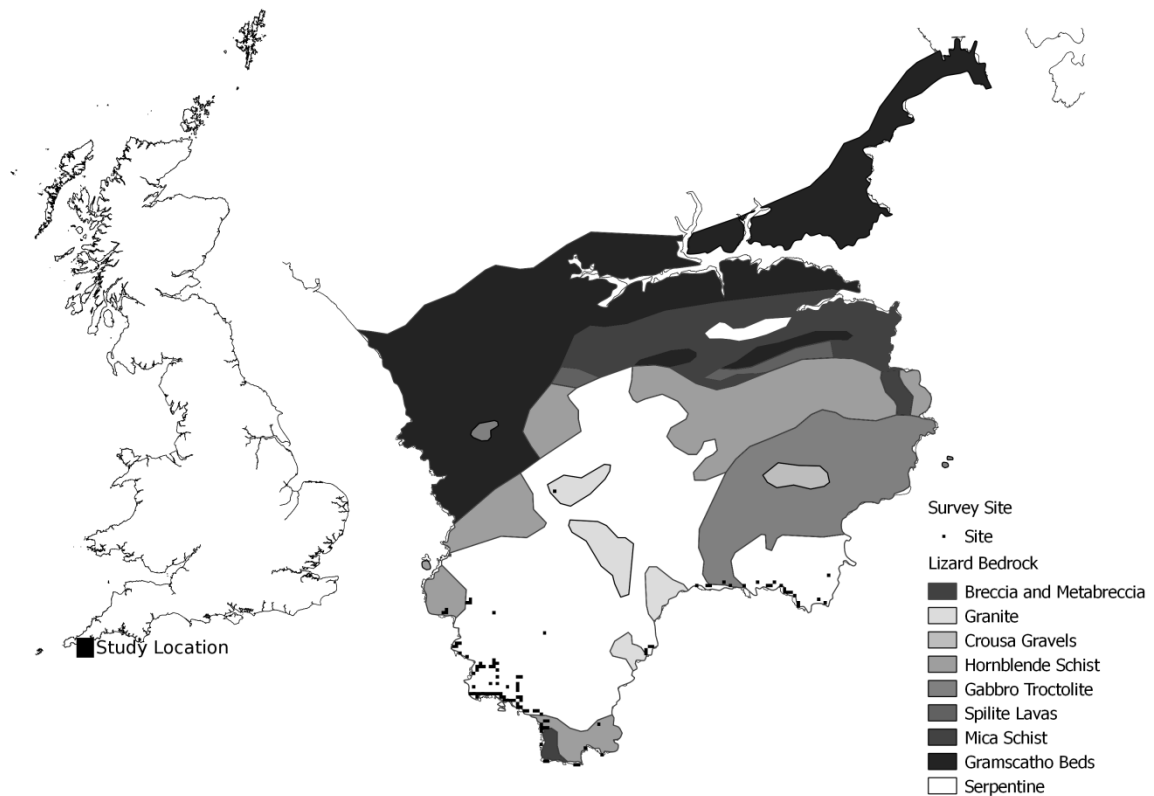 Study Location
Survey Site
Site
Lizard Bedrock
Breccia and Metabreccia
Granite
Crousa Gravels
Hornblende Schist
Gabbro Troctolite
Spilite Lavas
Mica Schist
Gramscatho Beds
Serpentine